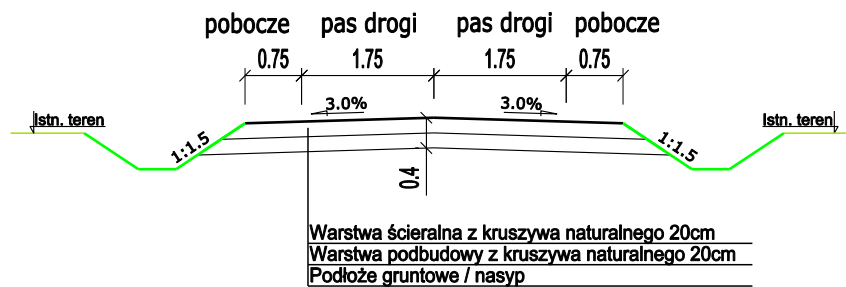 pobocze pas drogi pas drogi pobocze
0.75 1.75 1.75 0.75
3.0% 3.0%
Istn. teren Istn. teren
1:1.5 1:1.5
0.4
Warstwa ścieralna z kruszywa naturalnego 20cm
Warstwa podbudowy z kruszywa naturalnego 20cm
Podłoże gruntowe / nasyp